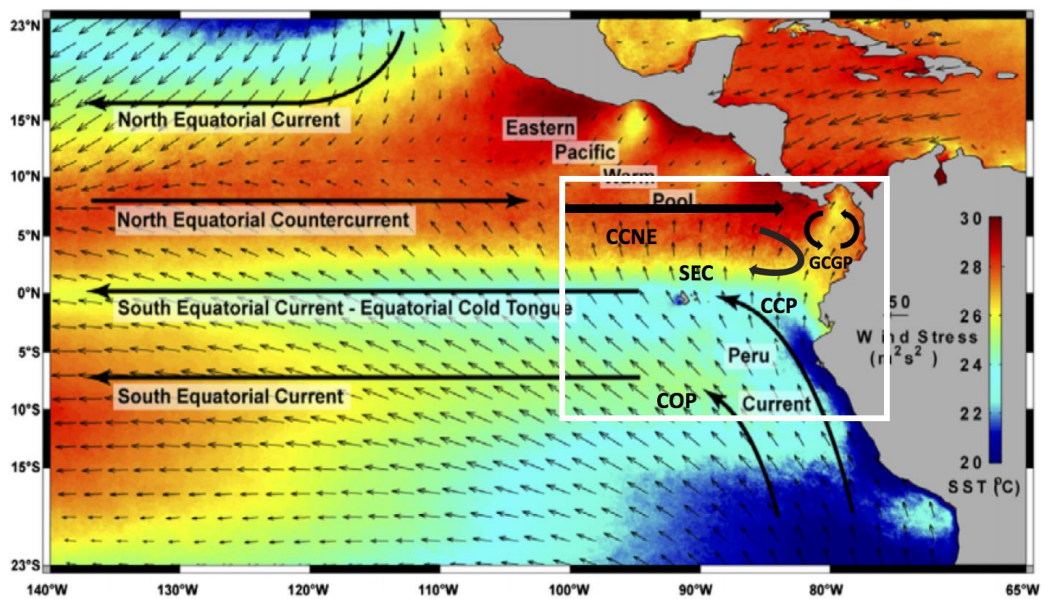 23°N
15°N
10°N
5°N
0°N
5°S
10°S
15°S
23°S
North Equatorial Current
Eastern
Pacific
Warm
Pool
North Equatorial Countercurrent
CCNE
GCGP
SEC
South Equatorial Current - Equatorial Cold Tongue
CCP
Peru
South Equatorial Current
COP
Current
50
Wind Stress
(m²s²)
30
28
26
24
22
20
SST (°C)
140°W 130°W 120°W 110°W 100°W 90°W 80°W 65°W